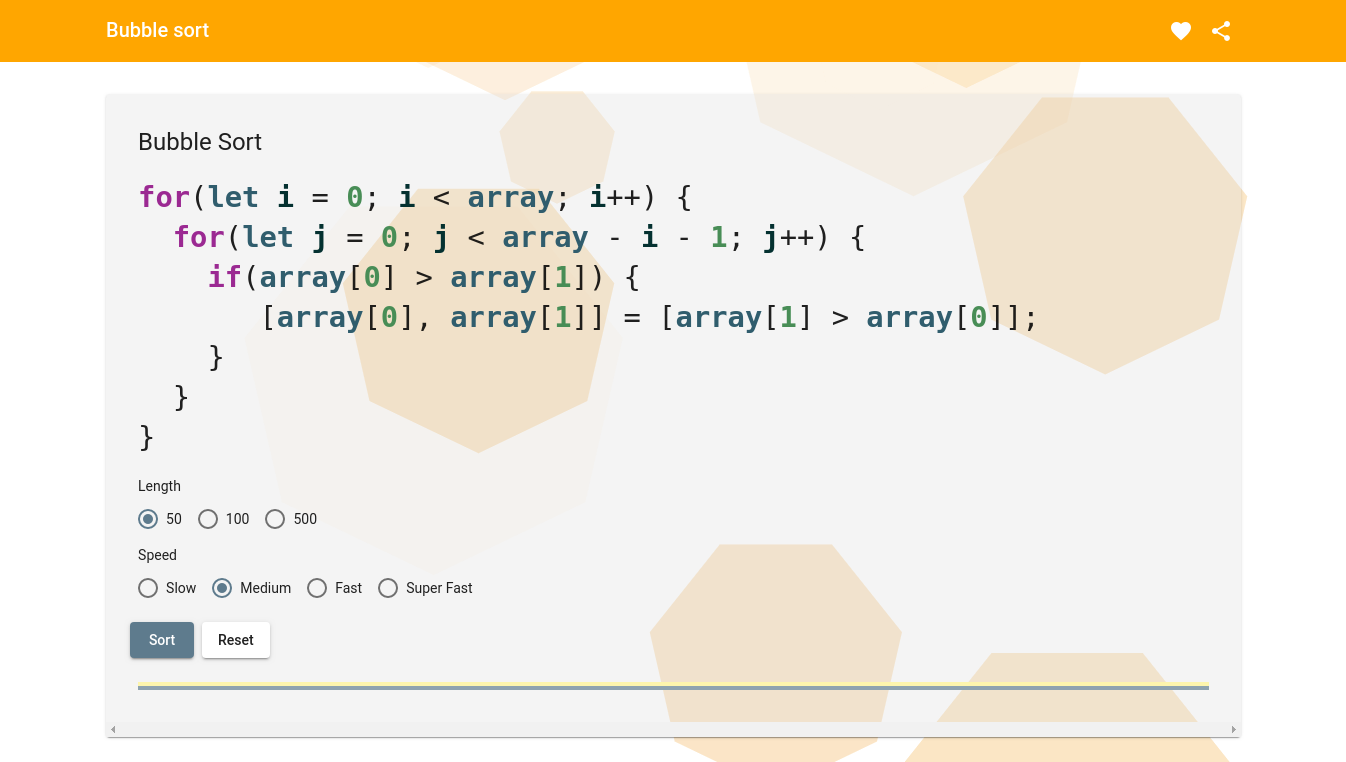 Bubble sort
Bubble Sort
for(let i = 0; i < array; i++) {
  for(let j = 0; j < array - i - 1; j++) {
    if(array[0] > array[1]) {
       [array[0], array[1]] = [array[1] > array[0]];
    }
  }
}
Length
50 100 500
Speed
Slow Medium Fast Super Fast
Sort Reset